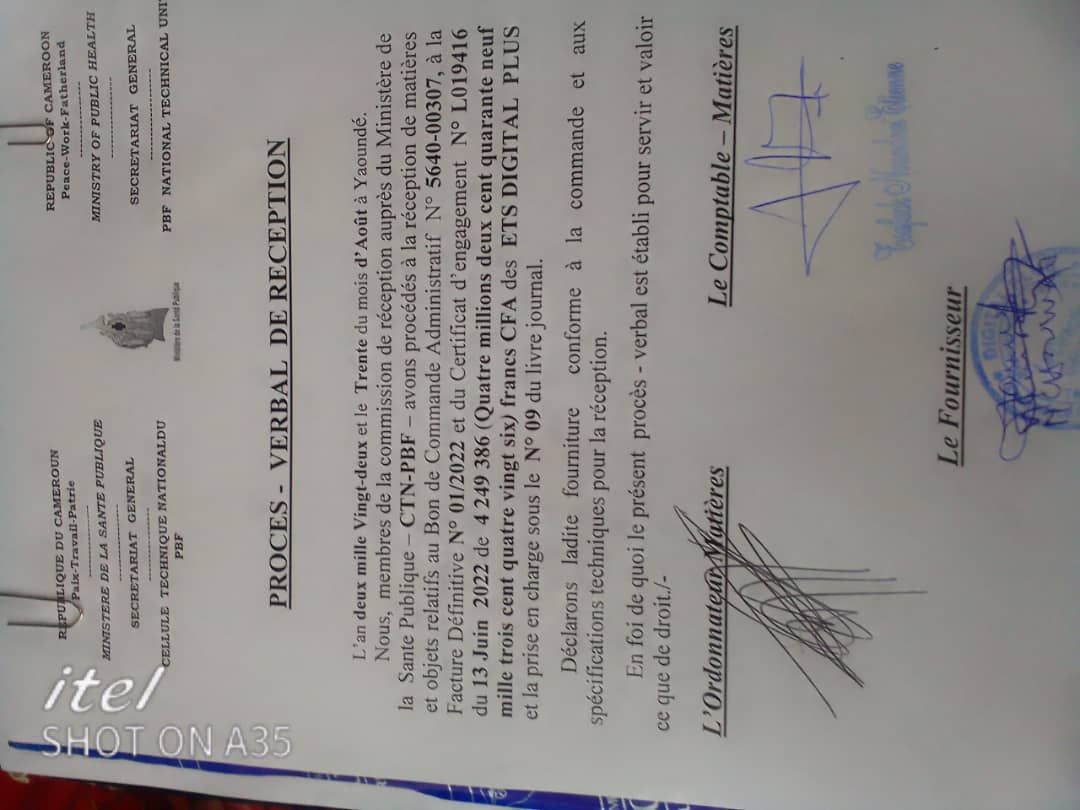 REPUBLIQUE DU CAMEROUN
Paix-Travail-Patrie
MINISTERE DE LA SANTE PUBLIQUE
SECRETARIAT GENERAL
CELLULE TECHNIQUE NATIONALDU
PBF
Ministère de la Santé Publique
REPUBLIC OF CAMEROON
Peace-Work-Fatherland
MINISTRY OF PUBLIC HEALTH
SECRETARIAT GENERAL
PBF NATIONAL TECHNICAL UNI
PROCES - VERBAL DE RECEPTION
L'an deux mille Vingt-deux et le Trente du mois d'Août à Yaoundé.
Nous, membres de la commission de réception auprès du Ministère de
la Sante Publique – CTN-PBF – avons procédés à la réception de matières
et objets relatifs au Bon de Commande Administratif N° 5640-00307, à la
Facture Définitive N° 01/2022 et du Certificat d'engagement N° L019416
du 13 Juin 2022 de 4 249 386 (Quatre millions deux cent quarante neuf
mille trois cent quatre vingt six) francs CFA des ETS DIGITAL PLUS
et la prise en charge sous le N° 09 du livre journal.
Déclarons ladite fourniture conforme à la commande et aux
spécifications techniques pour la réception.
En foi de quoi le présent procès - verbal est établi pour servir et valoir
ce que de droit./-
L'Ordonnateur Matières
Le Comptable – Matières
Le Fournisseur
DIGIT
itel
SHOT ON A35